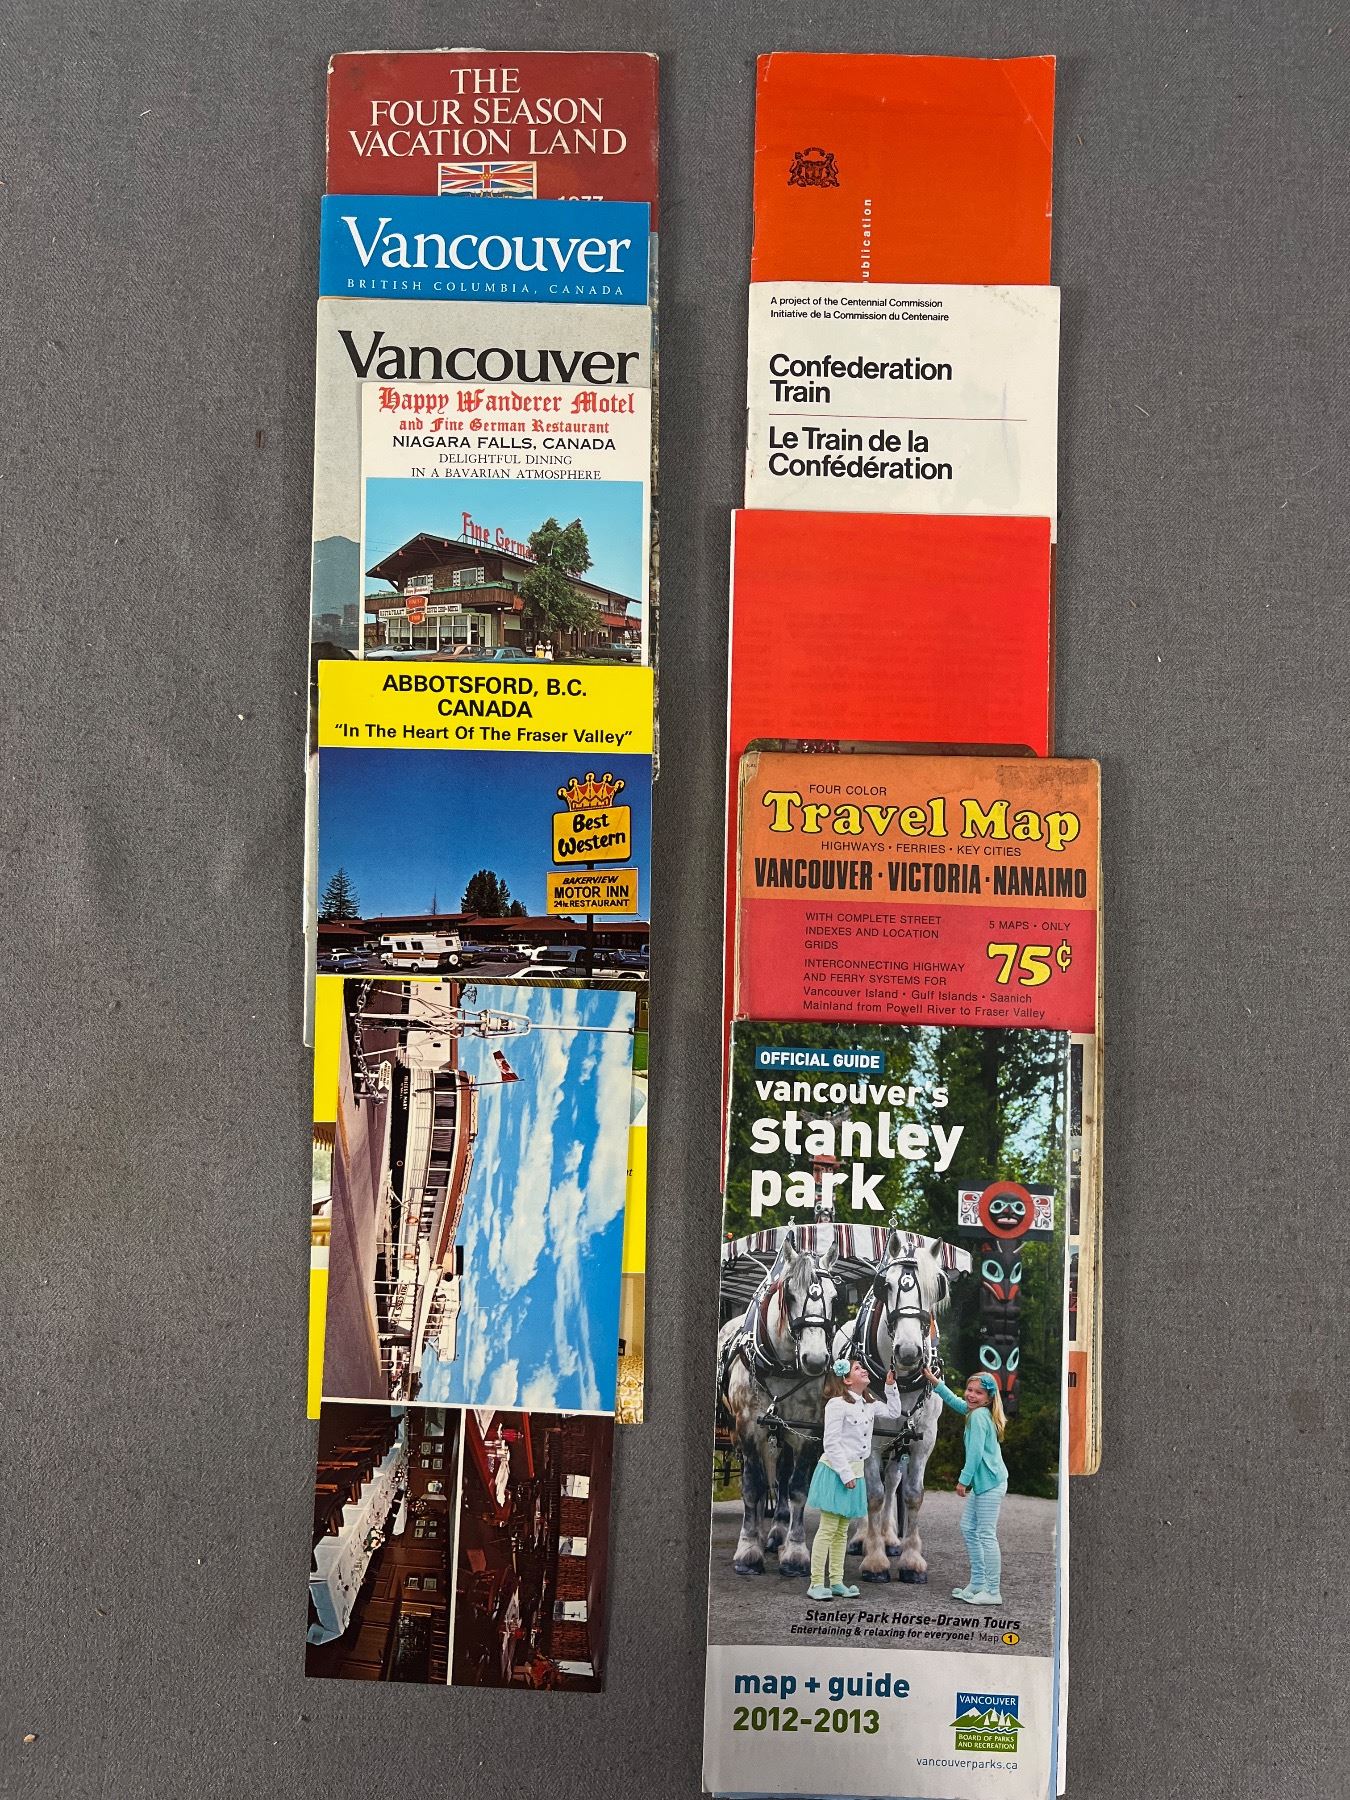 THE
FOUR SEASON
VACATION LAND
1977
Vancouver
BRITISH COLUMBIA, CANADA
Vancouver
Happy Wanderer Motel
and Fine German Restaurant
NIAGARA FALLS, CANADA
DELIGHTFUL DINING
IN A BAVARIAN ATMOSPHERE
Fine Germa
ABBOTSFORD, B.C.
CANADA
"In The Heart Of The Fraser Valley"
Best
Western
BAKERVIEW
MOTOR INN
24hr RESTAURANT
ublication
A project of the Centennial Commission
Initiative de la Commission du Centenaire
Confederation
Train
Le Train de la
Confédération
FOUR COLOR
Travel Map
HIGHWAYS • FERRIES • KEY CITIES
VANCOUVER • VICTORIA • NANAIMO
WITH COMPLETE STREET
INDEXES AND LOCATION
GRIDS
5 MAPS • ONLY
75¢
INTERCONNECTING HIGHWAY
AND FERRY SYSTEMS FOR
Vancouver Island • Gulf Islands • Saanich
Mainland from Powell River to Fraser Valley
OFFICIAL GUIDE
vancouver's
stanley
park
Stanley Park Horse-Drawn Tours
Entertaining & relaxing for everyone! Map 1
map + guide
2012-2013
VANCOUVER
BOARD OF PARKS
AND RECREATION
vancouverparks.ca